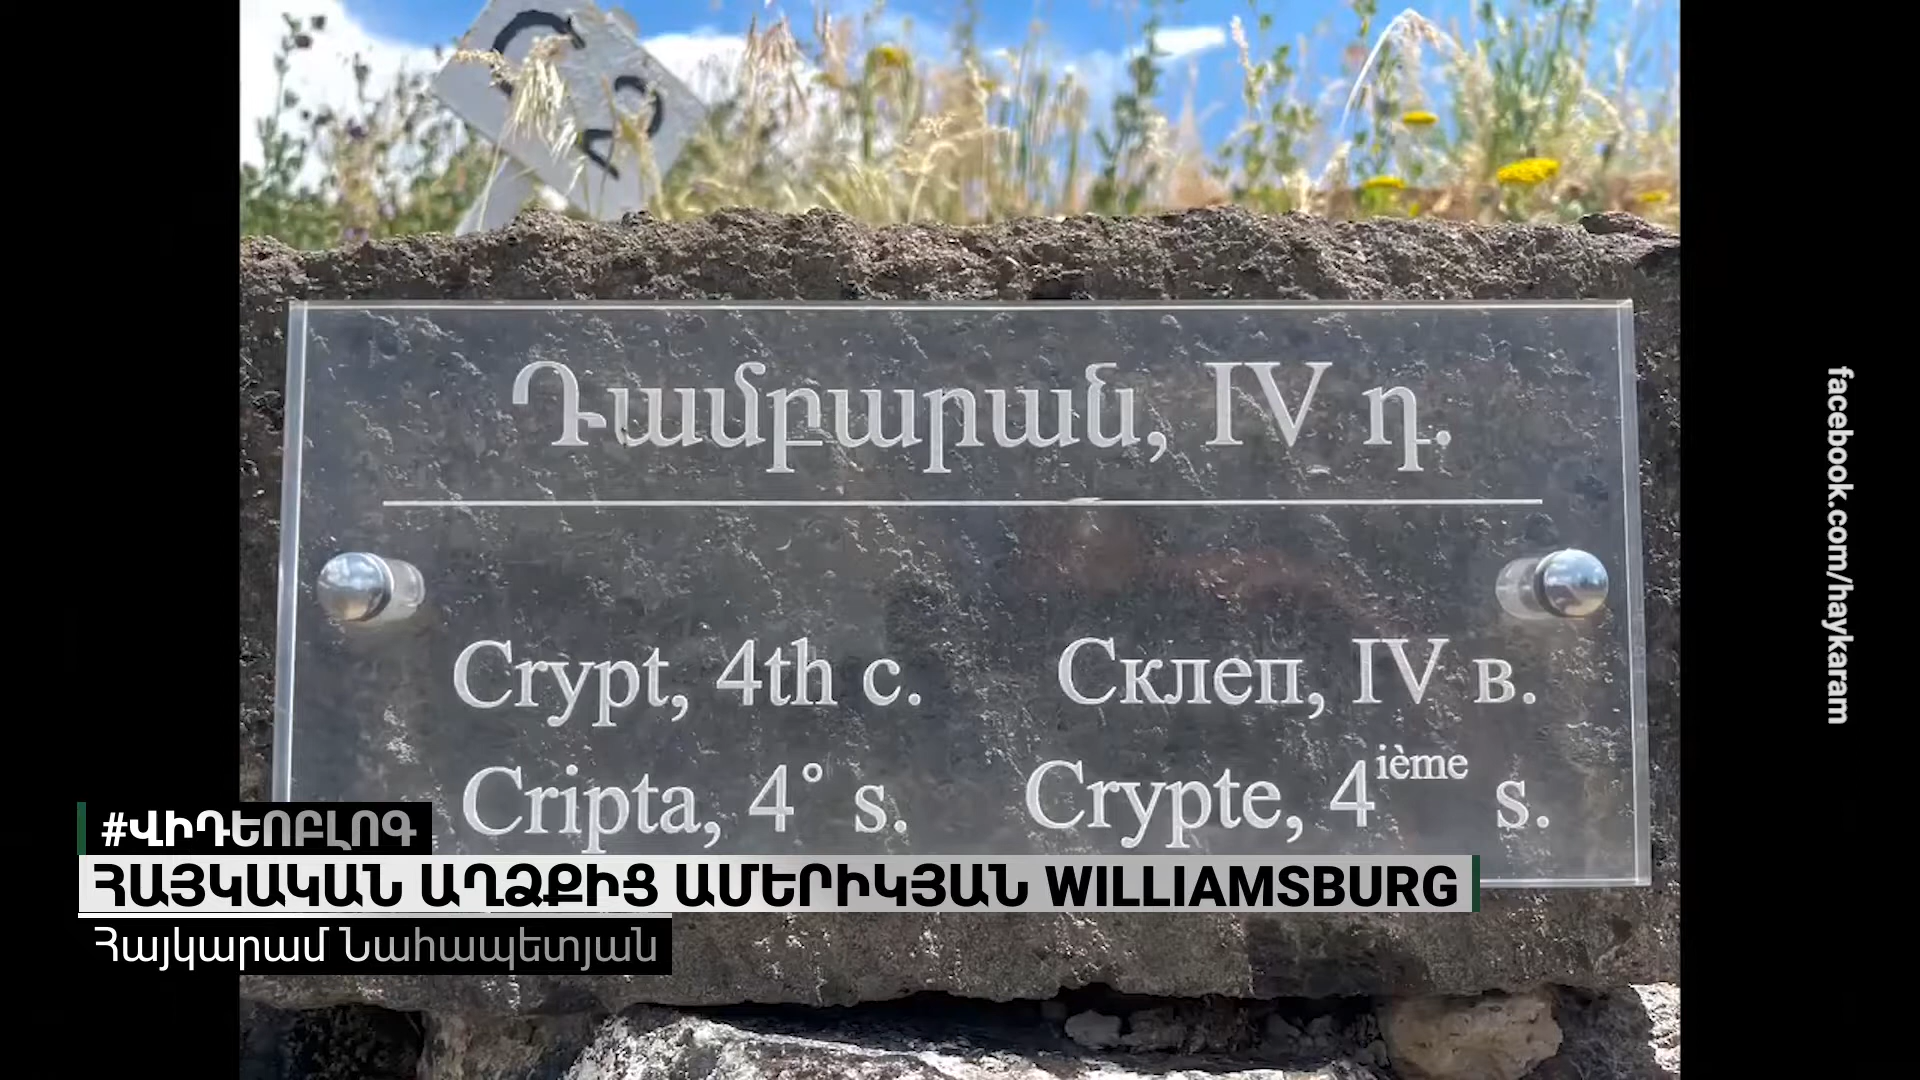 Դամբարան, IV դ.
Crypt, 4th c.
Склеп, IV в.
Cripta, 4° s.
Crypte, 4ième s.
#ՎԻԴԵՈԲԼՈԳ
ՀԱՅԿԱԿԱՆ ԱՂՁՔԻՑ ԱՄԵՐԻԿՅԱՆ WILLIAMSBURG
Հայկարամ Նահապետյան
facebook.com/haykaram